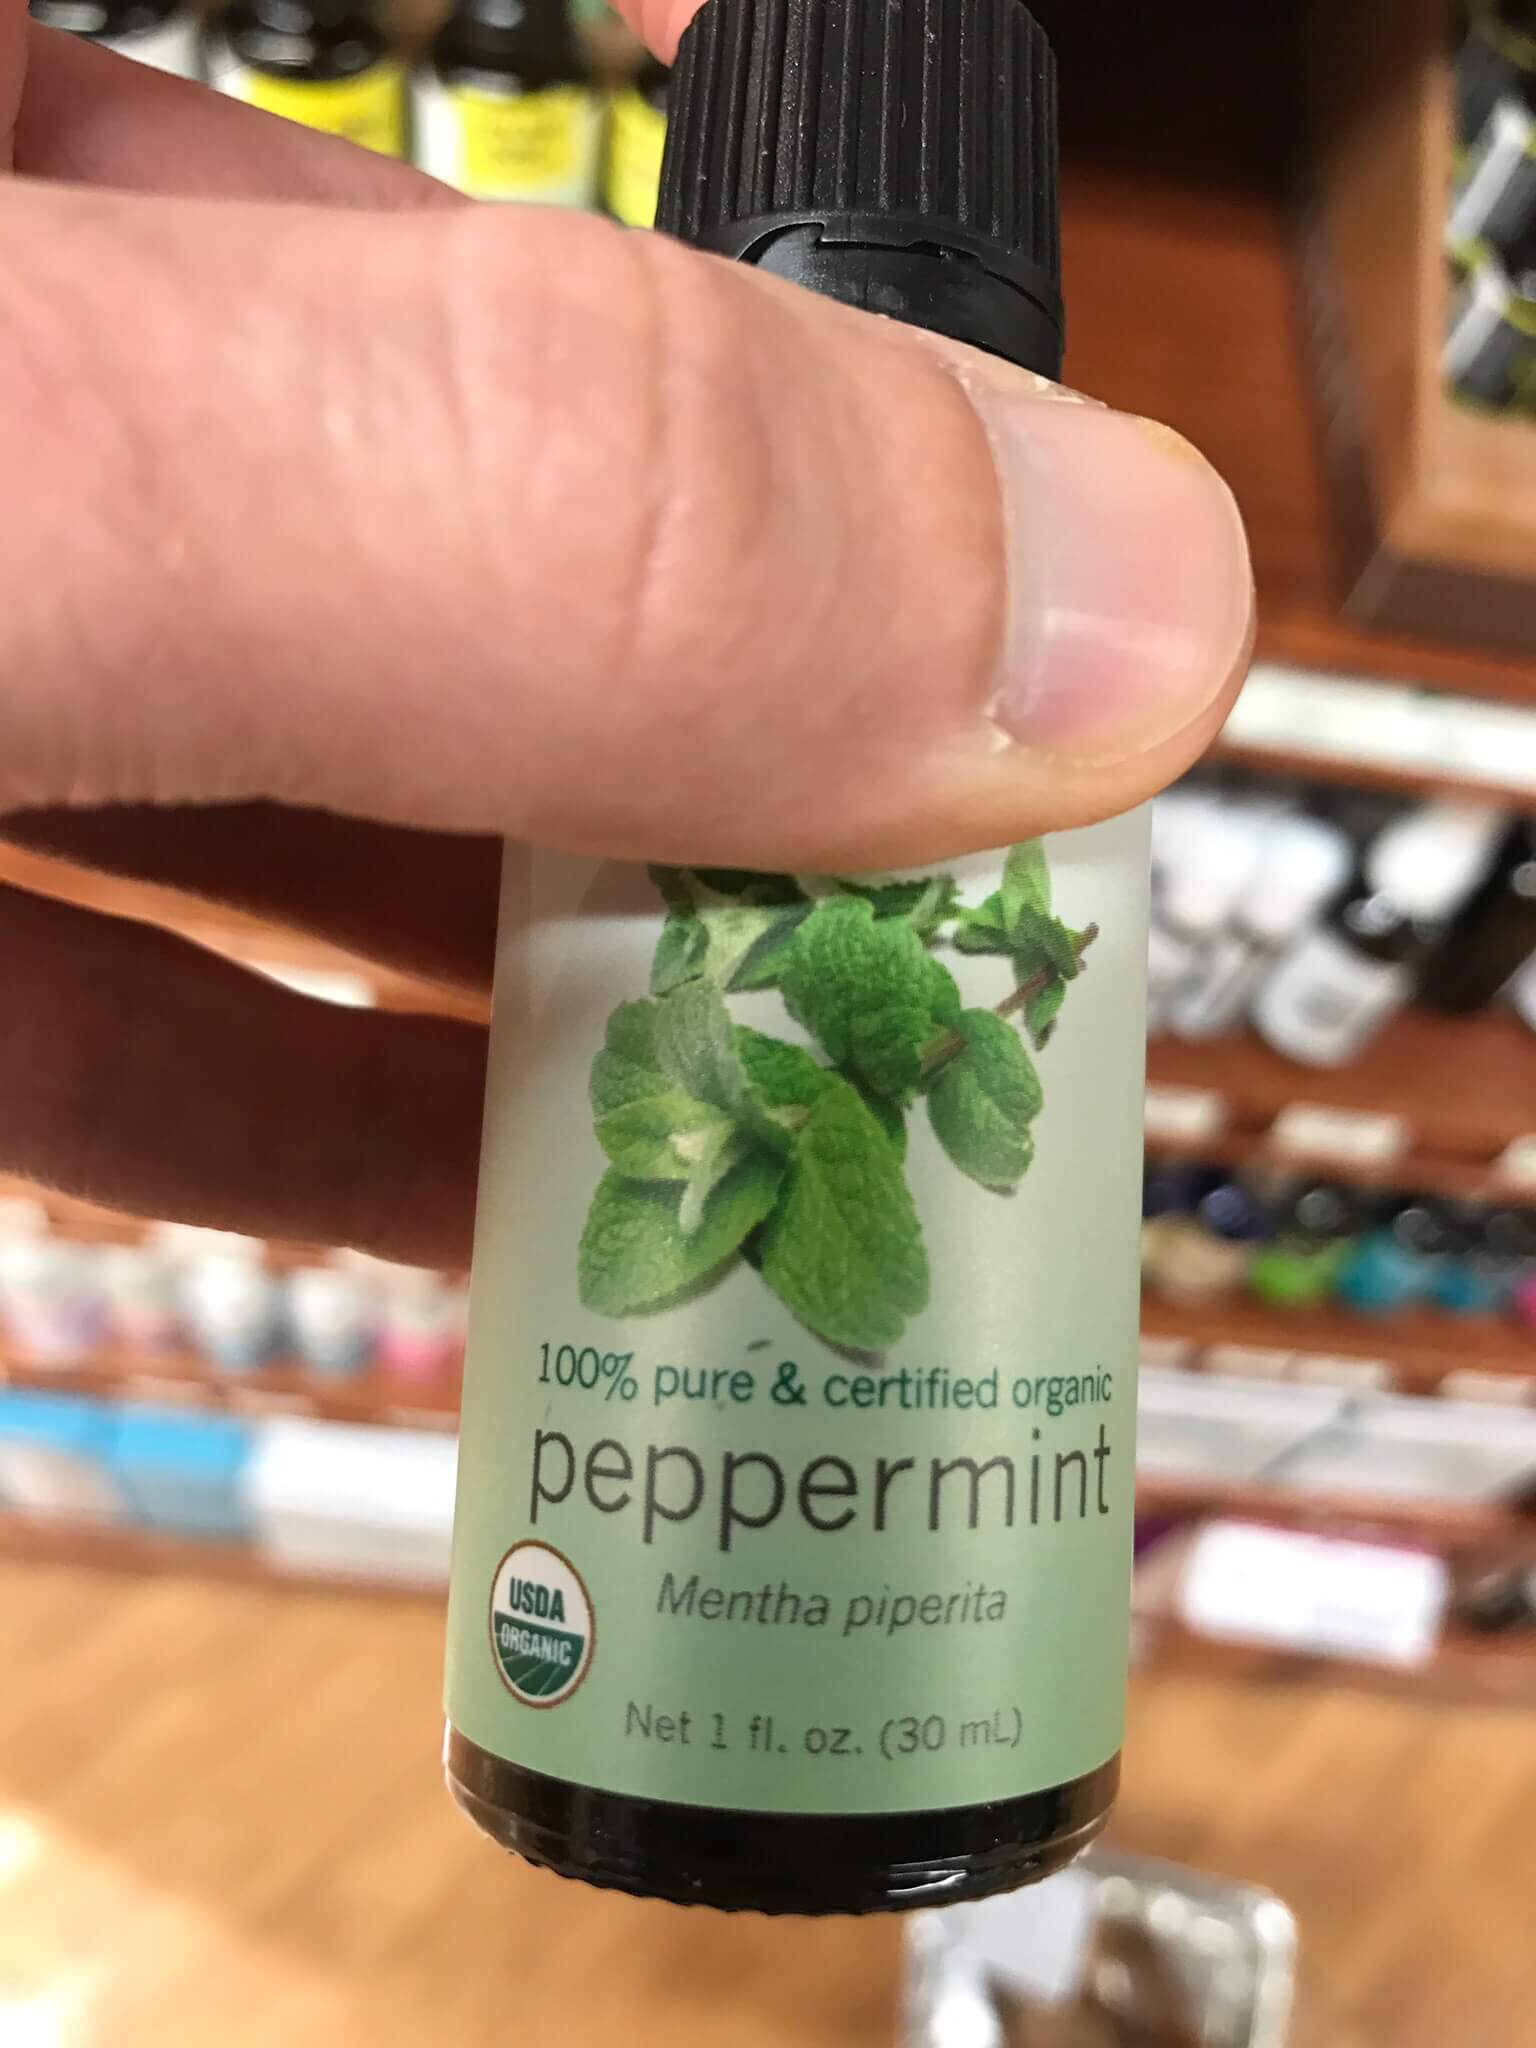 100% pure & certified organic
peppermint
USDA
ORGANIC
Mentha piperita
Net 1 fl. oz. (30 mL)